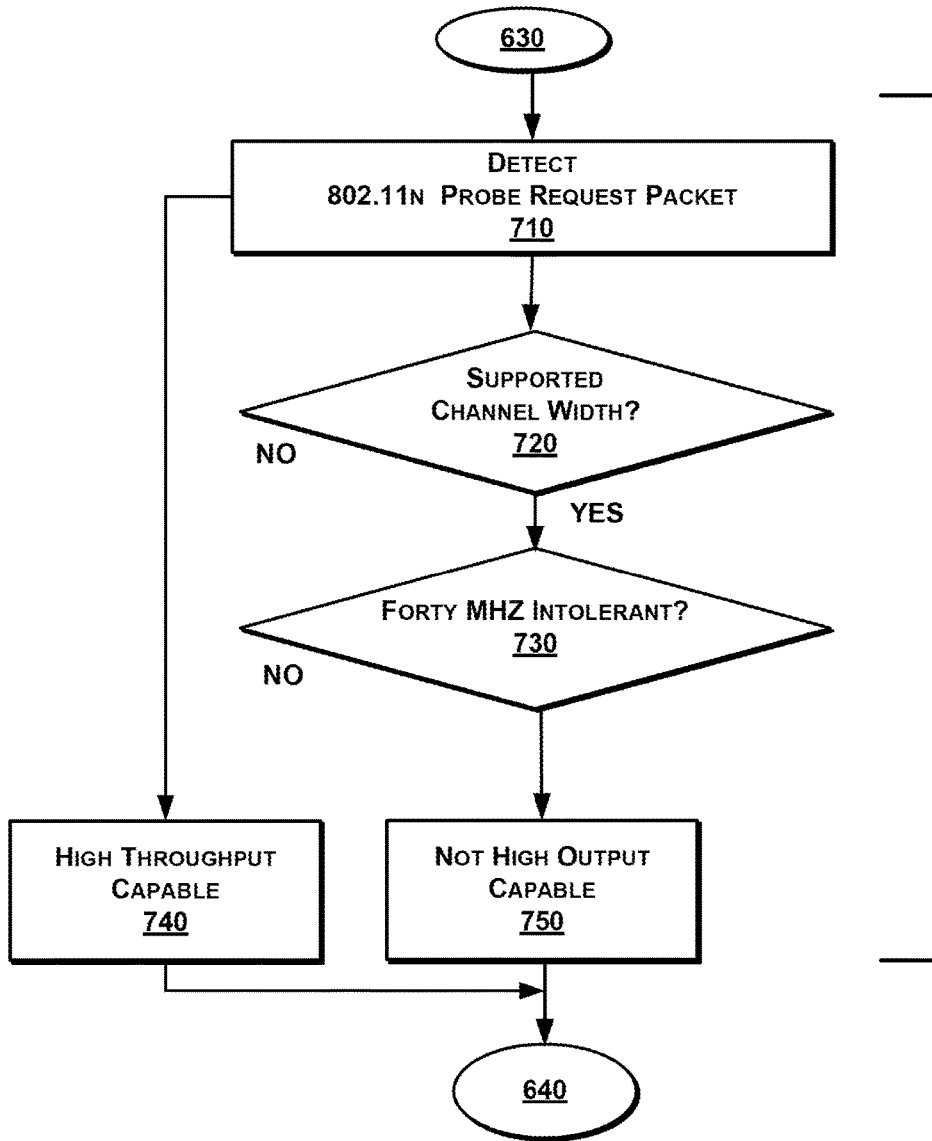 630
DETECT
802.11N PROBE REQUEST PACKET
710
SUPPORTED
CHANNEL WIDTH?
720
NO
YES
FORTY MHZ INTOLERANT?
730
NO
HIGH THROUGHPUT
CAPABLE
740
NOT HIGH OUTPUT
CAPABLE
750
640